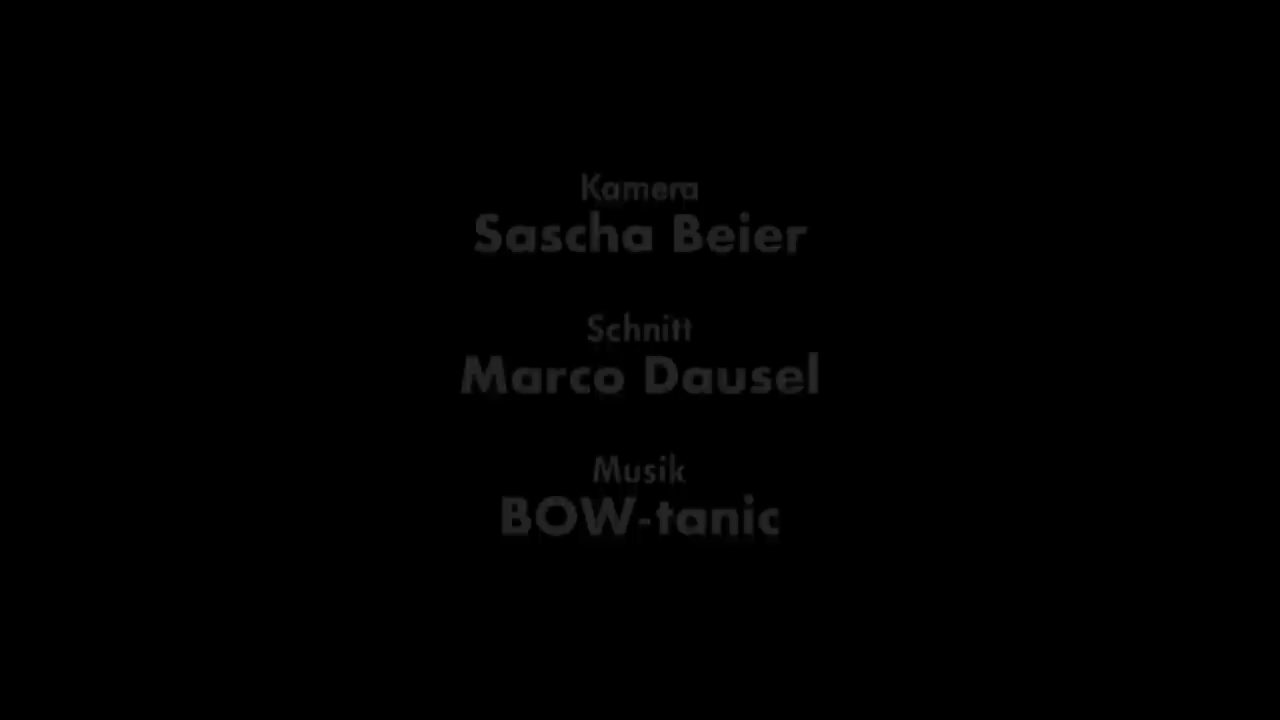 Kamera
Sascha Beier
Schnitt
Marco Dausel
Musik
BOW-tanic